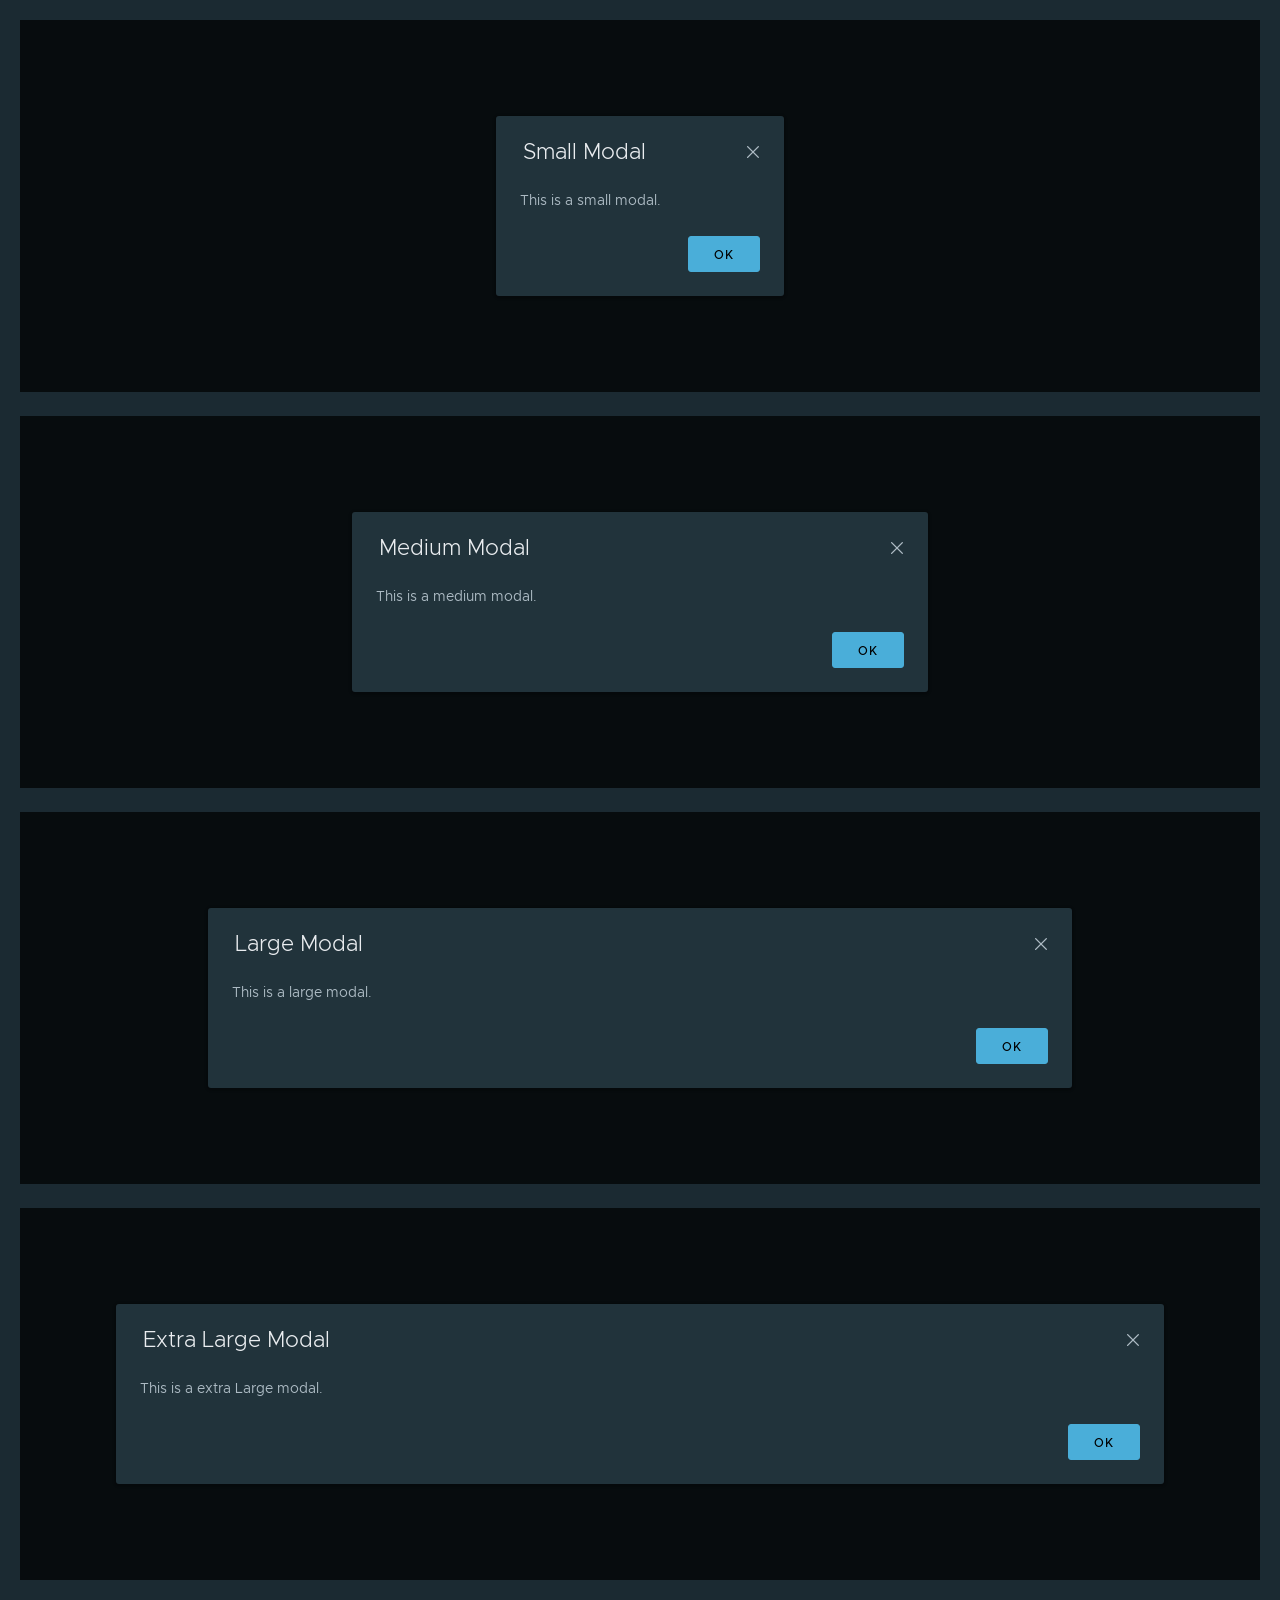 Small Modal
This is a small modal.
OK
Medium Modal
This is a medium modal.
OK
Large Modal
This is a large modal.
OK
Extra Large Modal
This is a extra Large modal.
OK